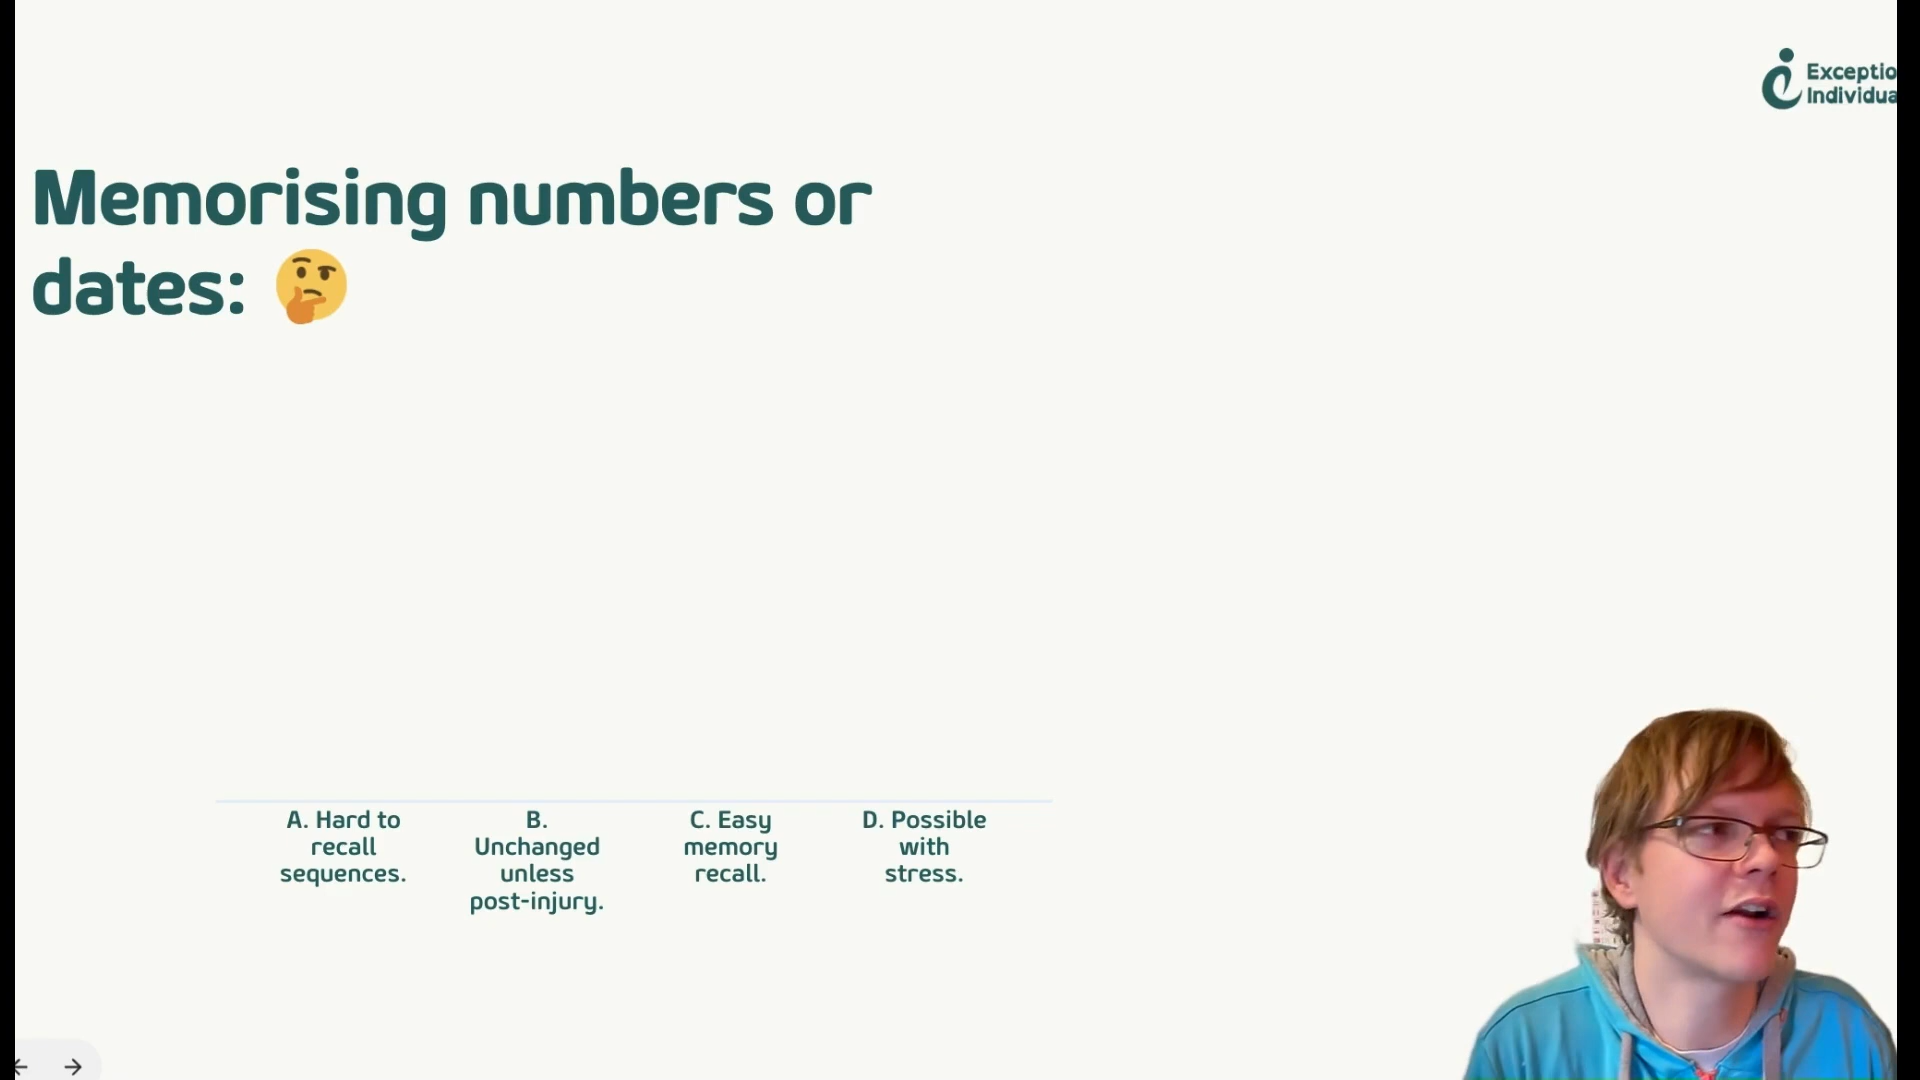 Exceptio
Individua
Memorising numbers or
dates:
A. Hard to
recall
sequences.
B.
Unchanged
unless
post-injury.
C. Easy
memory
recall.
D. Possible
with
stress.